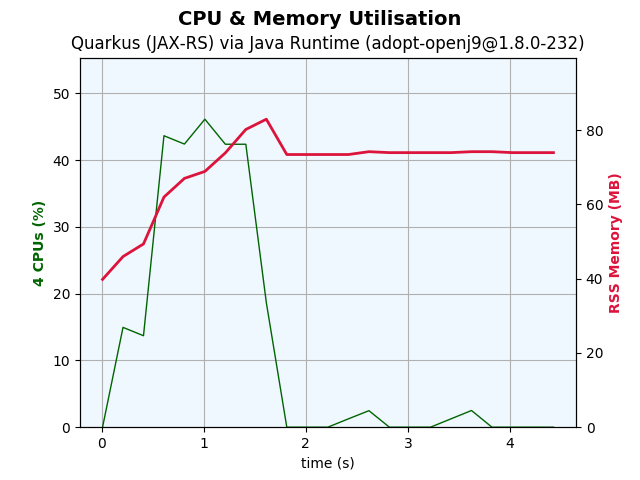 CPU & Memory Utilisation
Quarkus (JAX-RS) via Java Runtime (adopt-openj9@1.8.0-232)
4 CPUs (%)
50
40
30
20
10
0
80
60
40
20
0
RSS Memory (MB)
0 1 2 3 4
time (s)